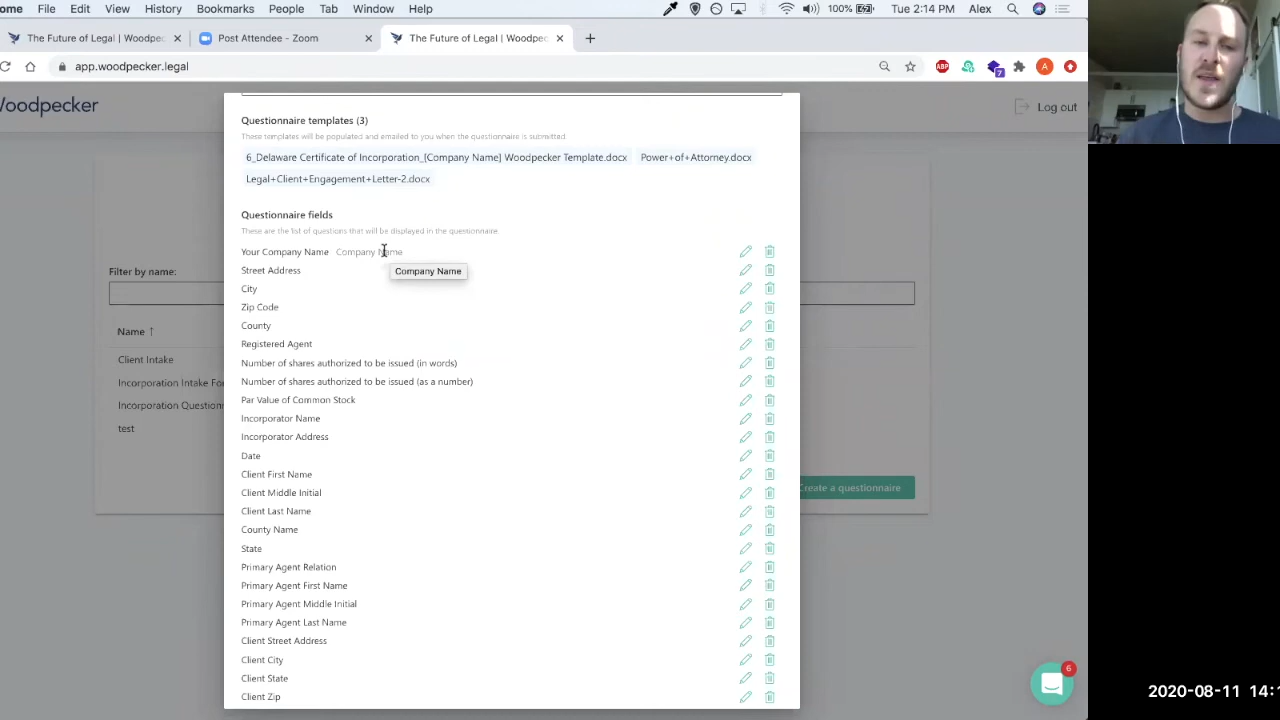 ome File Edit View History Bookmarks People Tab Window Help 100% Tue 2:14 PM Alex
The Future of Legal | Woodpec Post Attendee - Zoom The Future of Legal | Woodpec
app.woodpecker.legal ABP 7 A
Woodpecker Log out
Questionnaire templates (3)
These templates will be populated and emailed to you when the questionnaire is submitted.
6_Delaware Certificate of Incorporation_[Company Name] Woodpecker Template.docx Power+of+Attorney.docx
Legal+Client+Engagement+Letter-2.docx
Questionnaire fields
These are the list of questions that will be displayed in the questionnaire.
Your Company Name Company Name
Company Name
Street Address
City
Zip Code
County
Registered Agent
Number of shares authorized to be issued (in words)
Number of shares authorized to be issued (as a number)
Par Value of Common Stock
Incorporator Name
Incorporator Address
Date
Client First Name
Client Middle Initial
Client Last Name
County Name
State
Primary Agent Relation
Primary Agent First Name
Primary Agent Middle Initial
Primary Agent Last Name
Client Street Address
Client City
Client State
Client Zip
Filter by name:
Name ↑
Client Intake
Incorporation Intake For
Incorporation Question
test
Create a questionnaire
6
2020-08-11 14:1